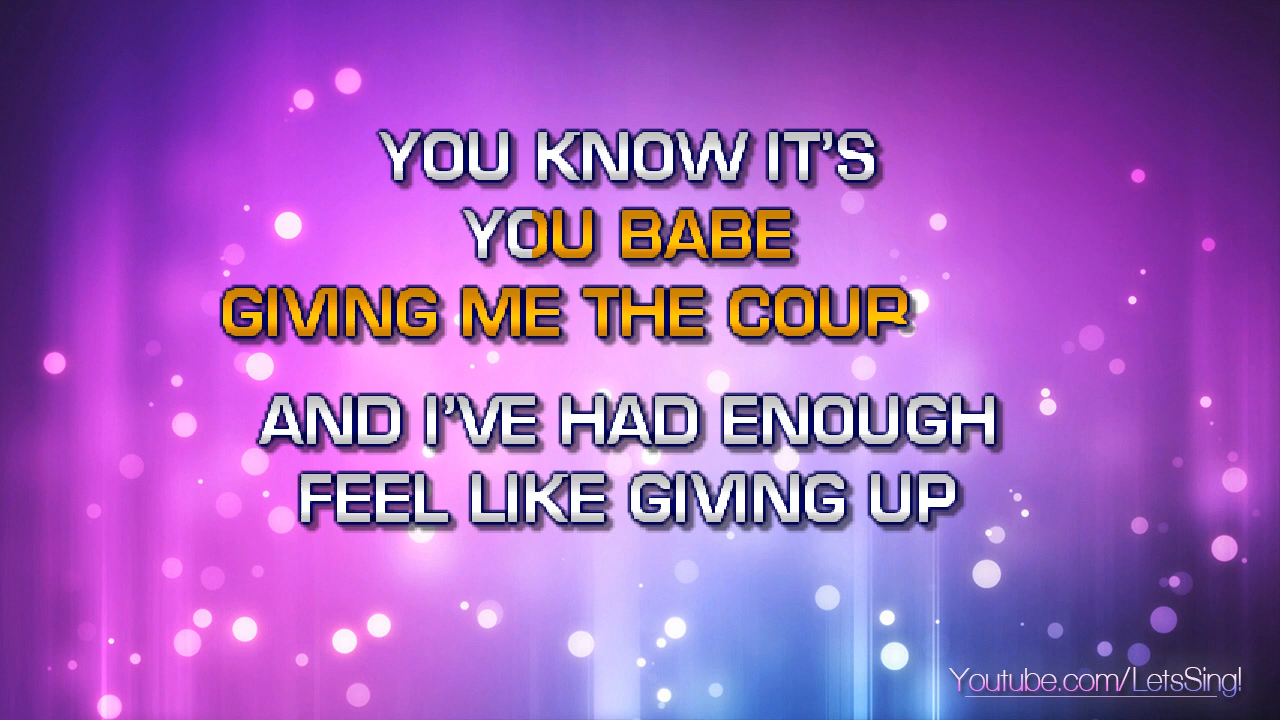 YOU KNOW IT'S
YOU BABE
GIVING ME THE COUR
AND I'VE HAD ENOUGH
FEEL LIKE GIVING UP
Youtube.com/LetsSing!